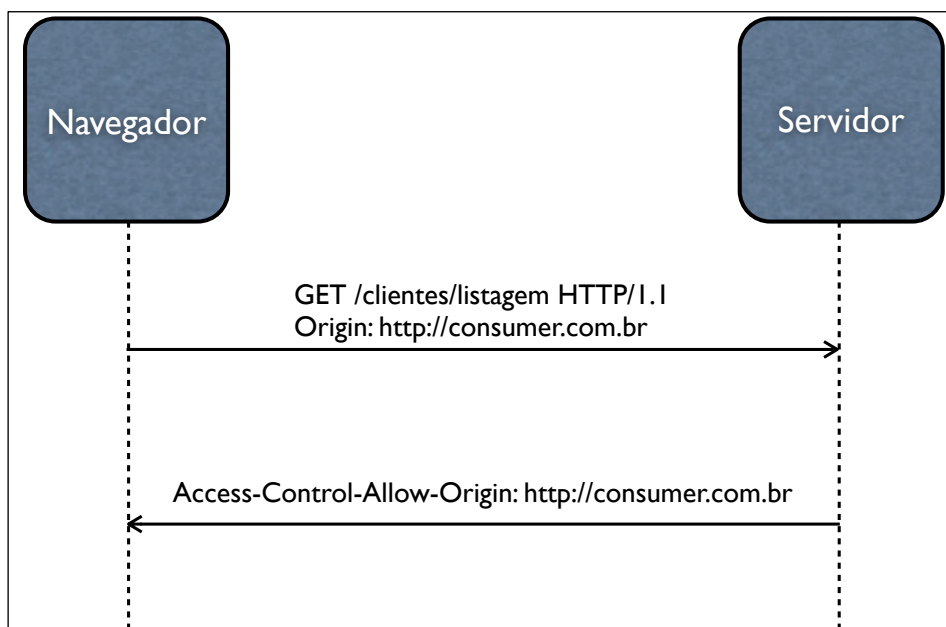 Navegador
Servidor
GET /clientes/listagem HTTP/1.1
Origin: http://consumer.com.br
Access-Control-Allow-Origin: http://consumer.com.br